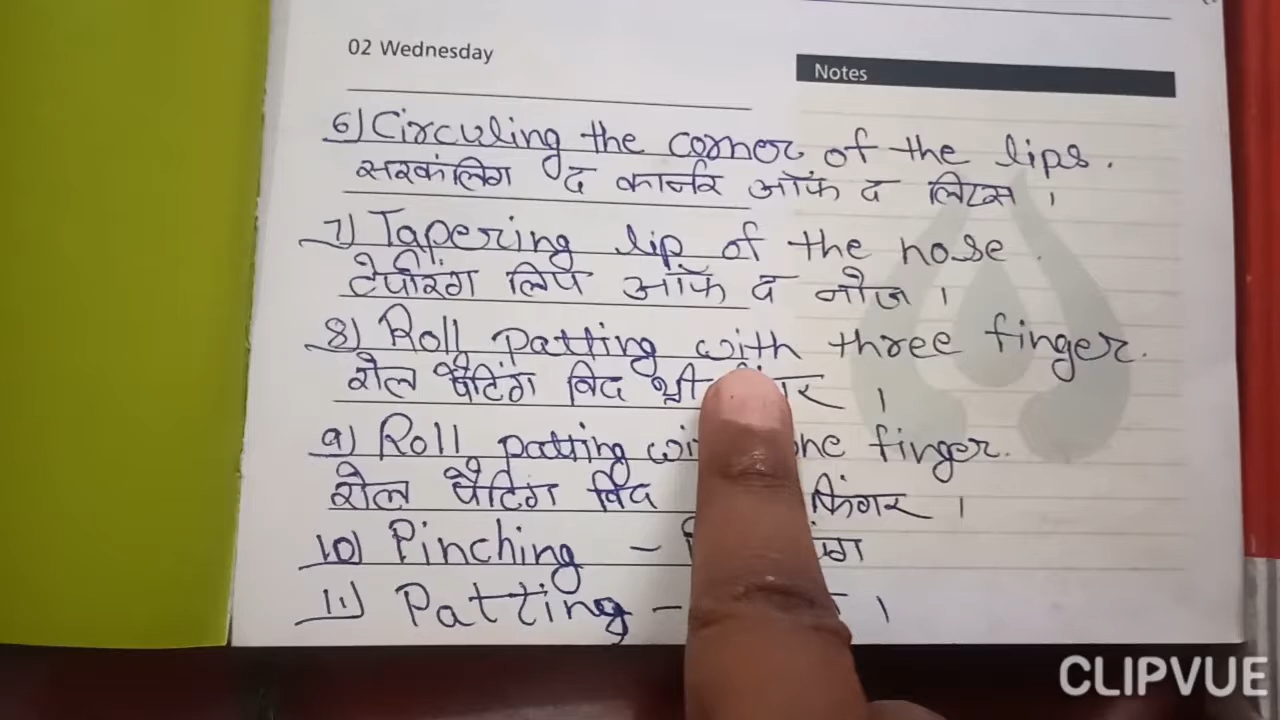 02 Wednesday
Notes
6) Circuling the corner of the lips.
सरकंलिग द कार्नर ऑफ द लिप्स ।
7) Tapering lip of the nose.
टेपरिंग लिप ऑफ द नोज ।
8) Roll patting with three finger.
रोल पैटिंग विद थ्री ।
9) Roll patting one finger.
रोल पैटिंग विद फिंगर ।
10) Pinching -
11) Patting - ।
CLIPVUE